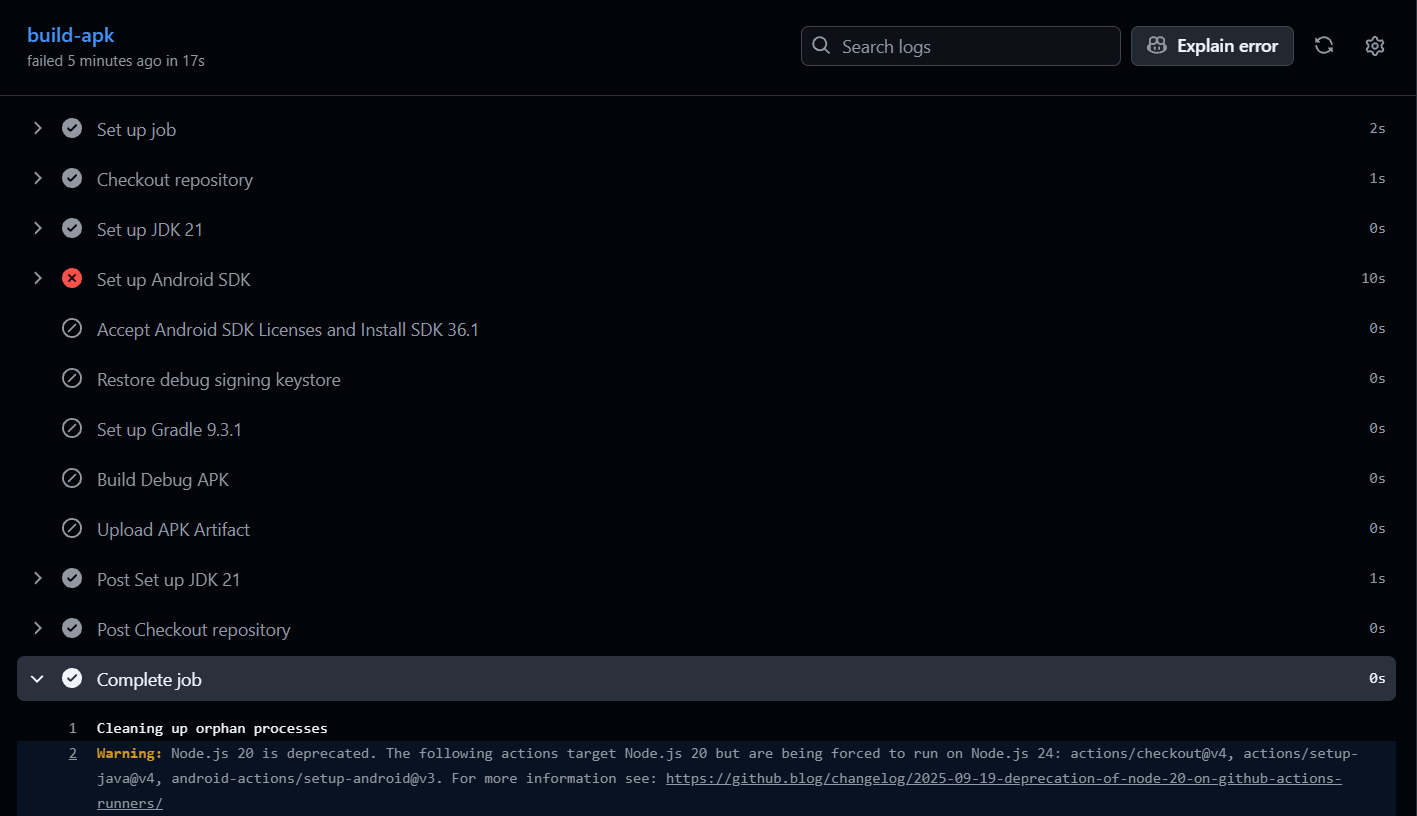 build-apk
failed 5 minutes ago in 17s
Search logs
Explain error
Set up job 2s
Checkout repository 1s
Set up JDK 21 0s
Set up Android SDK 10s
Accept Android SDK Licenses and Install SDK 36.1 0s
Restore debug signing keystore 0s
Set up Gradle 9.3.1 0s
Build Debug APK 0s
Upload APK Artifact 0s
Post Set up JDK 21 1s
Post Checkout repository 0s
Complete job 0s
1 Cleaning up orphan processes
2 Warning: Node.js 20 is deprecated. The following actions target Node.js 20 but are being forced to run on Node.js 24: actions/checkout@v4, actions/setup-
java@v4, android-actions/setup-android@v3. For more information see: https://github.blog/changelog/2025-09-19-deprecation-of-node-20-on-github-actions-
runners/